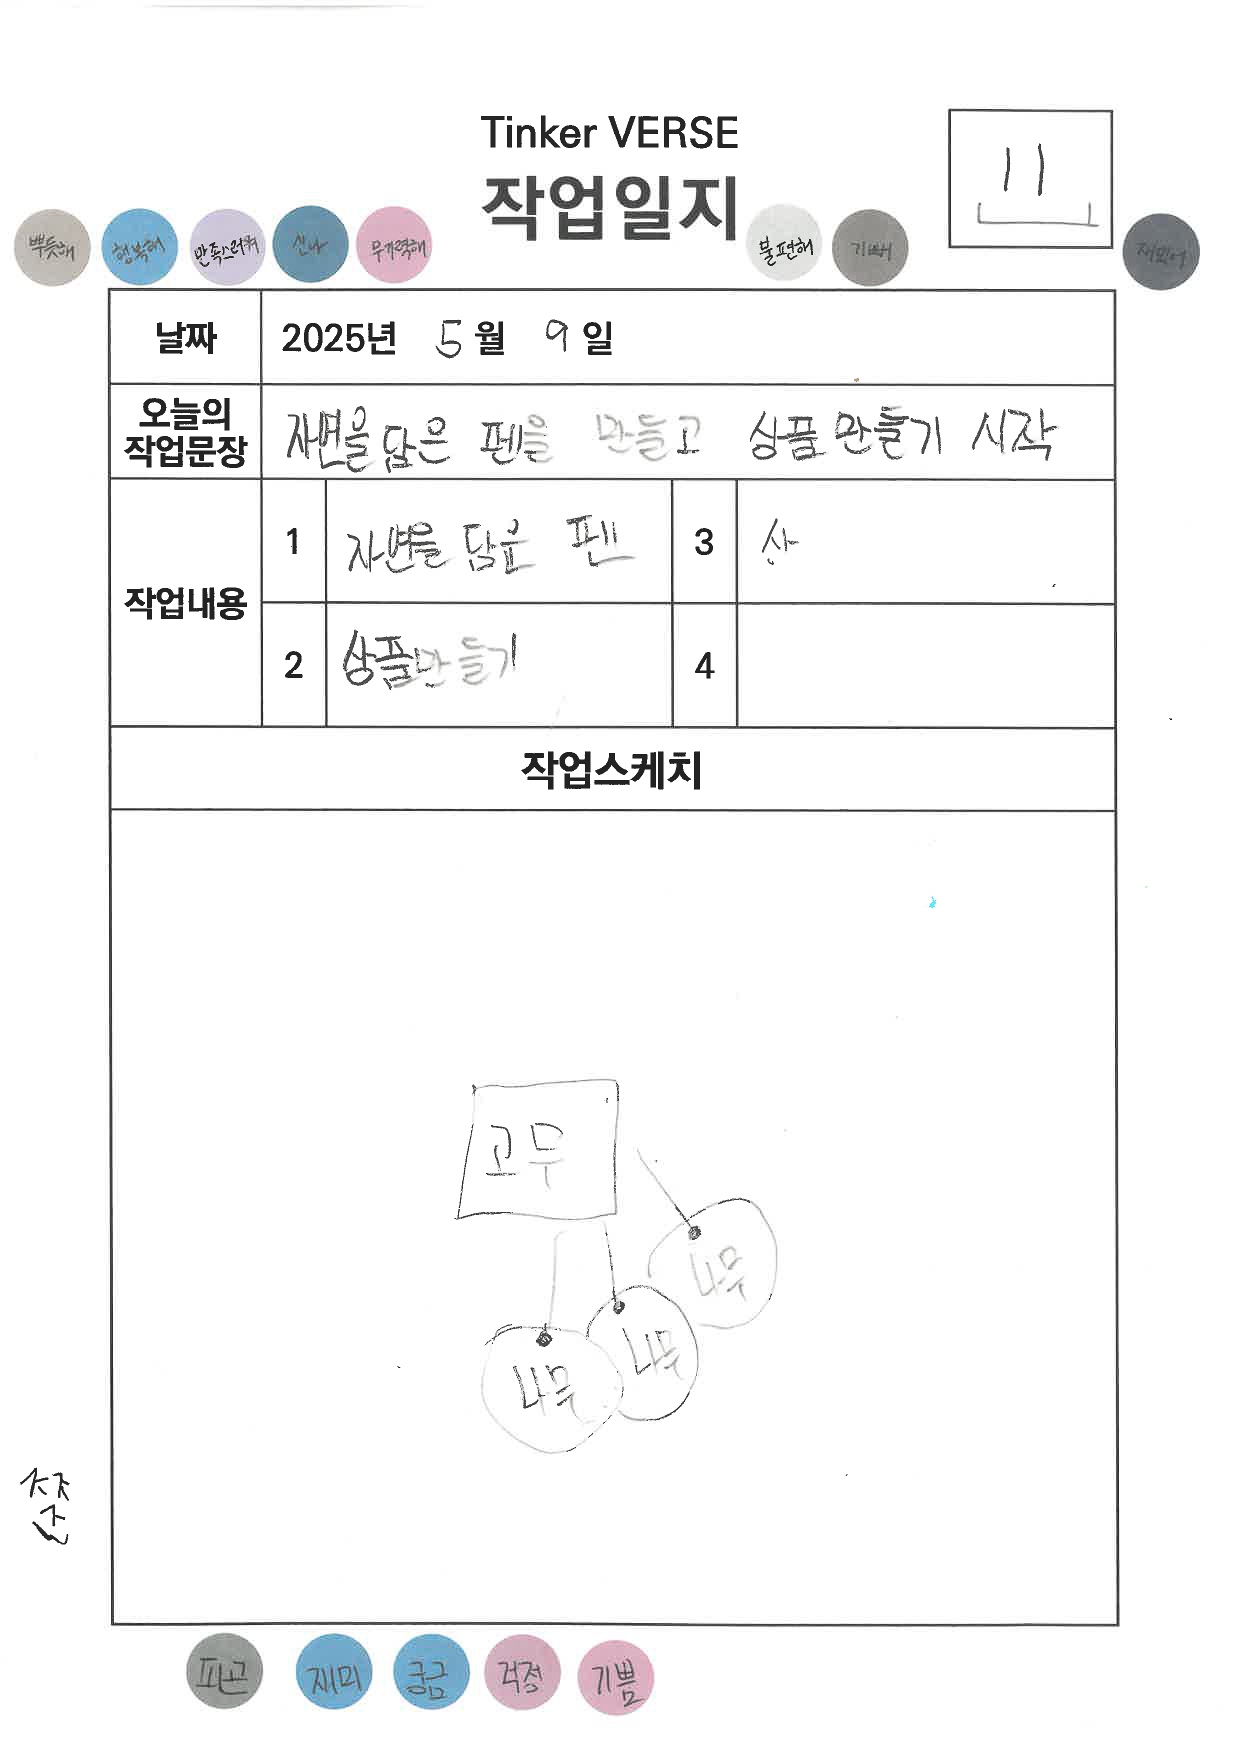 Tinker VERSE
작업일지
11
뿌듯해 행복해 만족스러워 신나 무기력해 불편해 기뻐 재밌어
날짜 2025년 5월 9일
오늘의
작업문장
자연을 담은 펜을 만들고 상품만들기 시작
작업내용
1 자연을 담은 펜
3
2 상품만들기
4
작업스케치
고무
나무
나무
나무
피곤 재미 궁금 걱정 기쁨